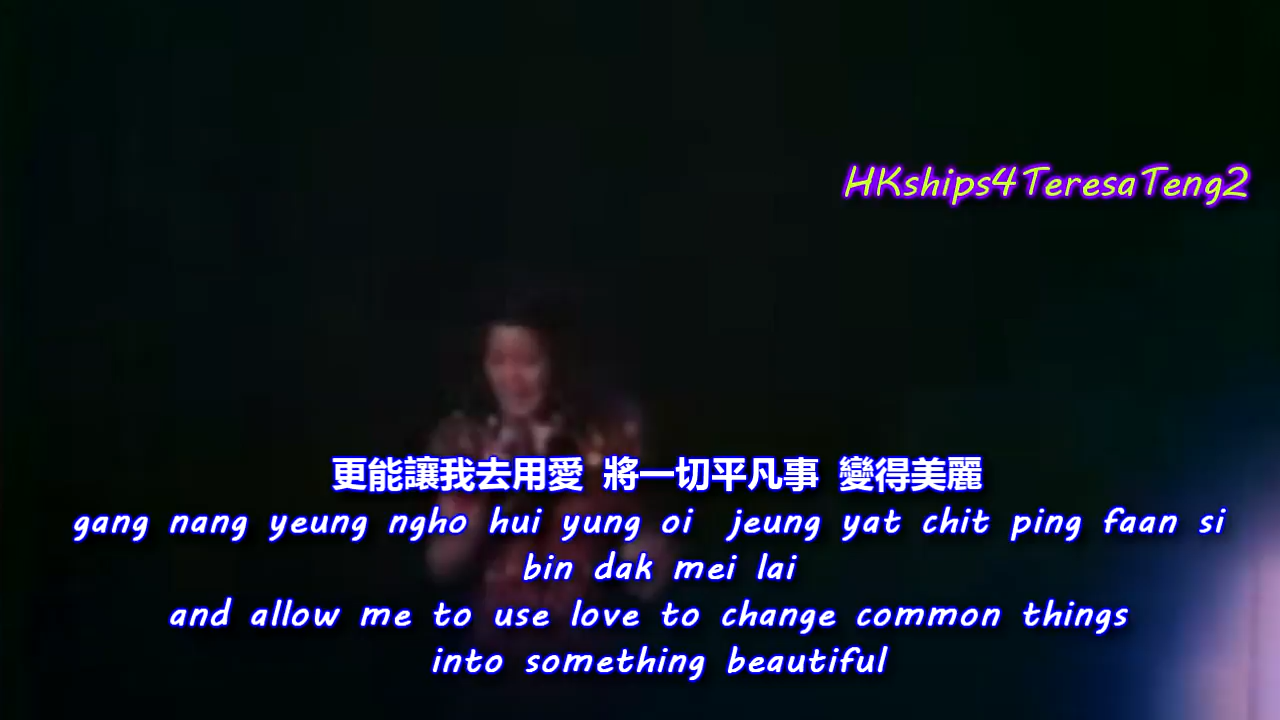 HKships4TeresaTeng2
更能讓我去用愛 將一切平凡事 變得美麗
gang nang yeung ngho hui yung oi jeung yat chit ping faan si
bin dak mei lai
and allow me to use love to change common things
into something beautiful